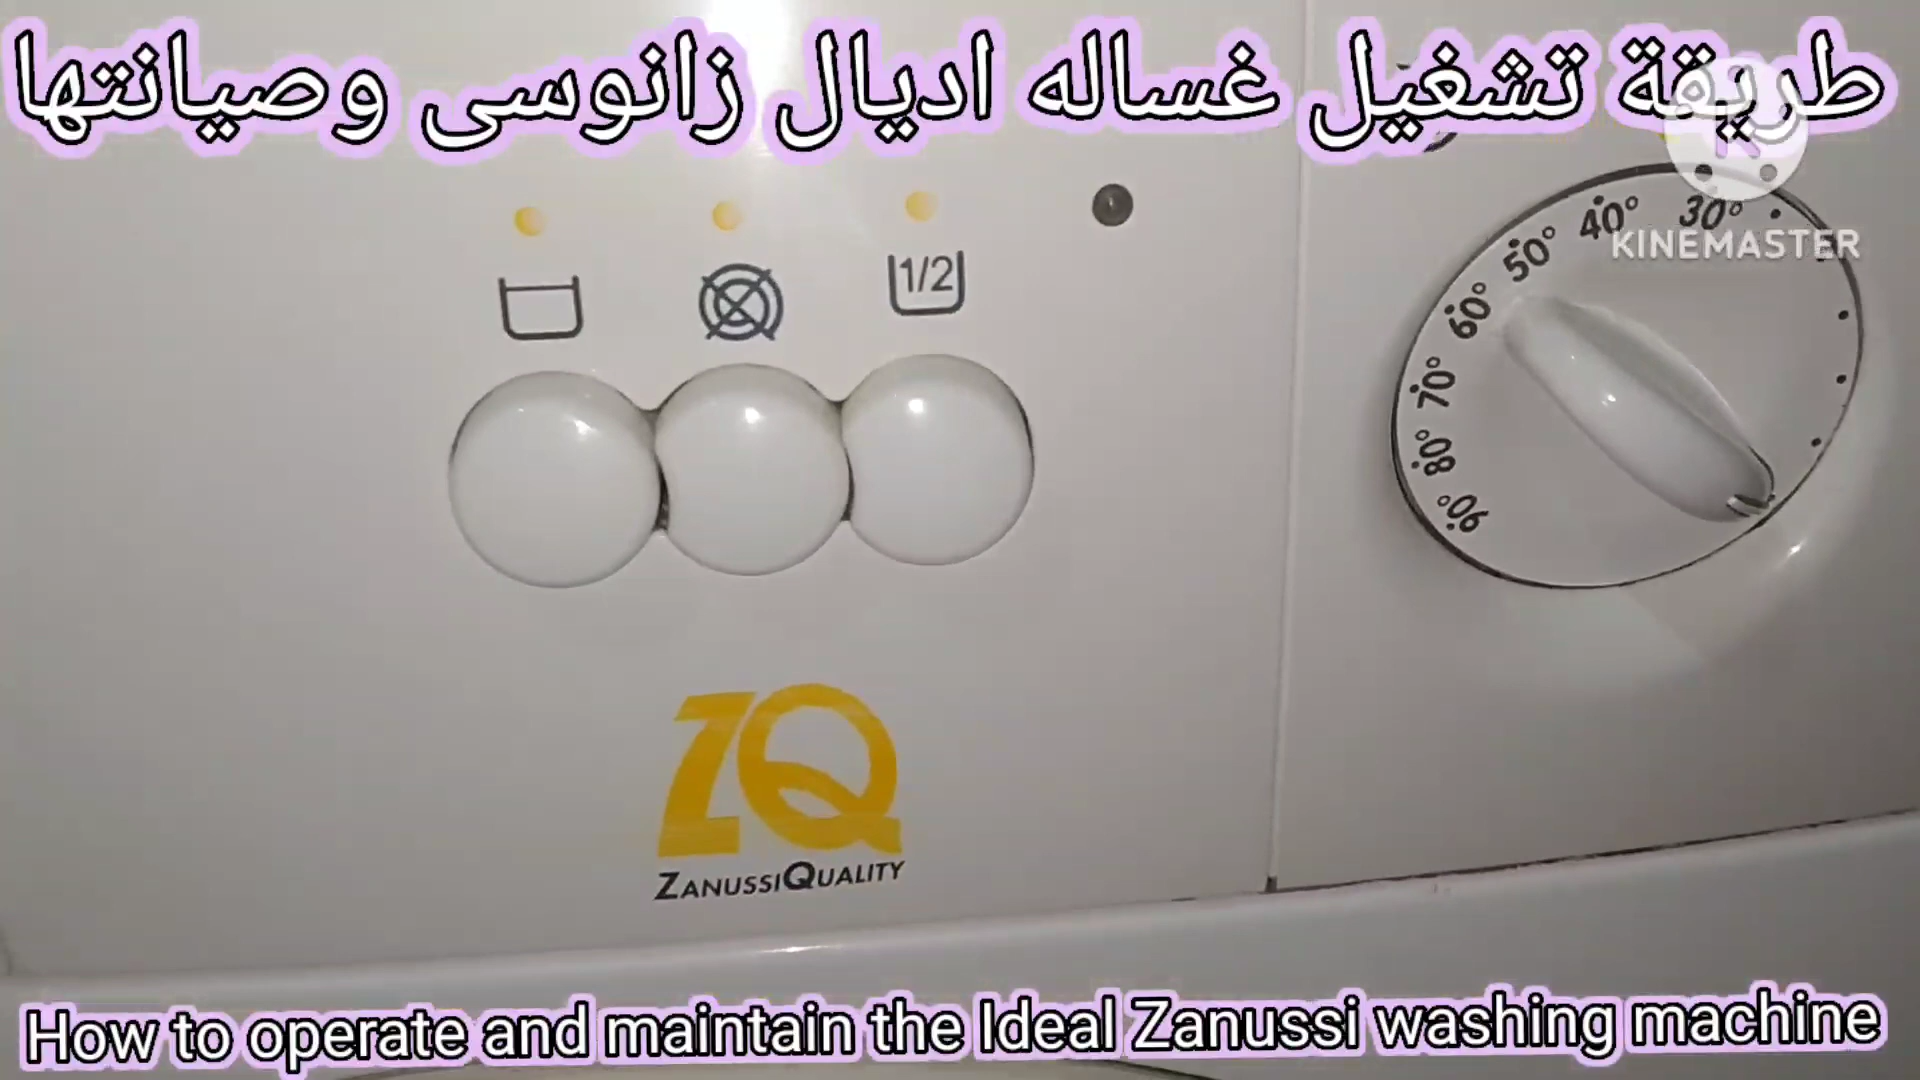 طريقة تشغيل غساله اديال زانوسى وصيانتها
KINEMASTER
1/2
30°
40°
50°
60°
70°
80°
90°
ZQ
ZANUSSIQUALITY
How to operate and maintain the Ideal Zanussi washing machine